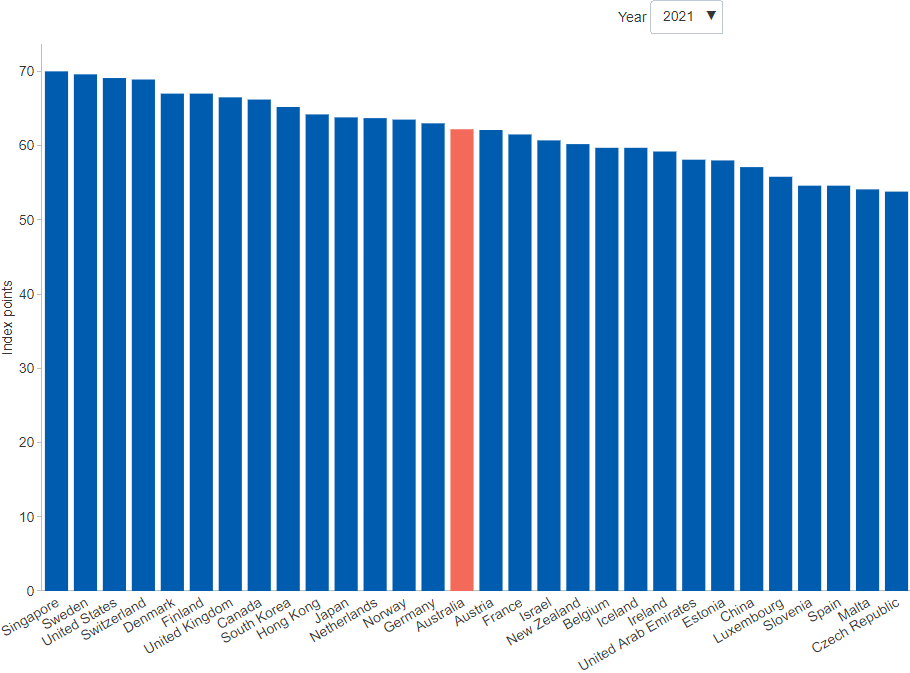 Year 2021 ▼
70
60
50
40
30
20
10
0
Index points
Singapore
Sweden
United States
Switzerland
Denmark
Finland
United Kingdom
Canada
South Korea
Hong Kong
Japan
Netherlands
Norway
Germany
Australia
Austria
France
Israel
New Zealand
Belgium
Iceland
Ireland
United Arab Emirates
Estonia
China
Luxembourg
Slovenia
Spain
Malta
Czech Republic